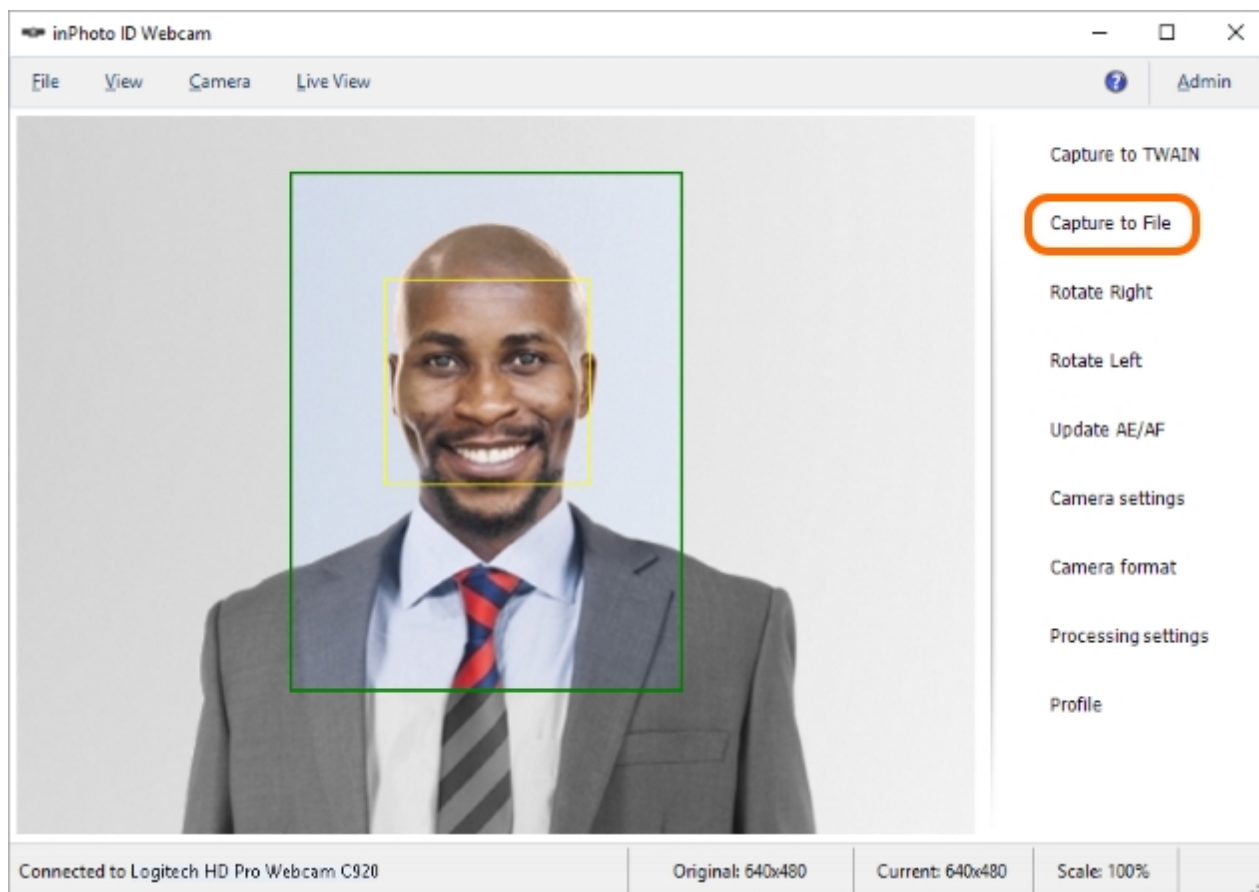 inPhoto ID Webcam
File View Camera Live View Admin
Capture to TWAIN
Capture to File
Rotate Right
Rotate Left
Update AE/AF
Camera settings
Camera format
Processing settings
Profile
Connected to Logitech HD Pro Webcam C920 Original: 640x480 Current: 640x480 Scale: 100%